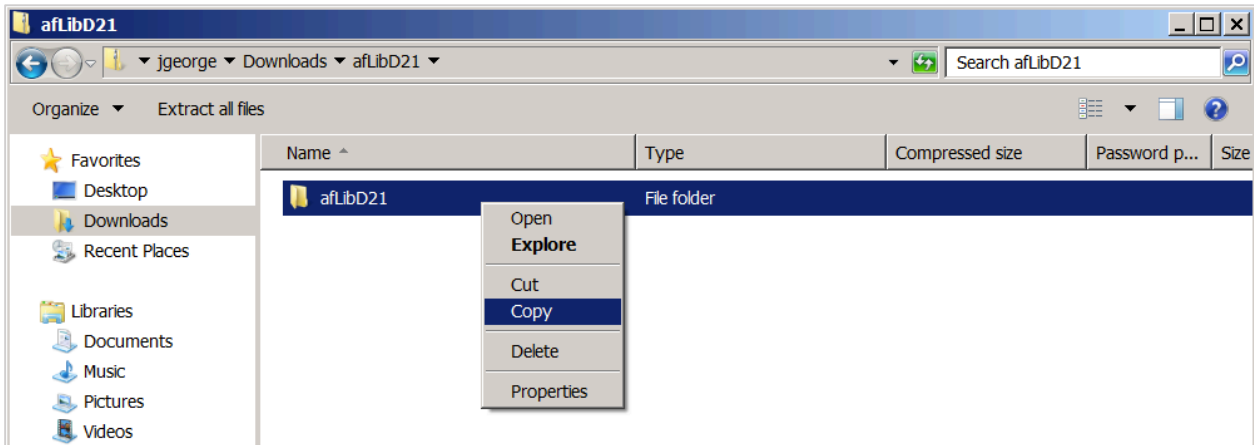 afLibD21
jgeorge Downloads afLibD21
Search afLibD21
Organize Extract all files
Favorites
Desktop
Downloads
Recent Places
Libraries
Documents
Music
Pictures
Videos
Name Type Compressed size Password p... Size
afLibD21 File folder
Open
Explore
Cut
Copy
Delete
Properties